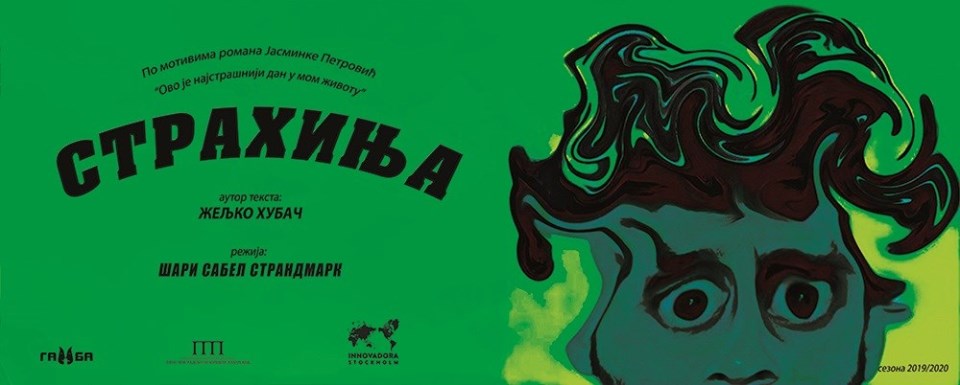 По мотивима романа Јасминке Петровић
"Ово је најстрашнији дан у мом животу"
СТРАХИЊА
аутор текста:
ЖЕЉКО ХУБАЧ
режија:
ШАРИ САБЕЛ СТРАНДМАРК
INNOVADORA
STOCKHOLM
сезона 2019/2020